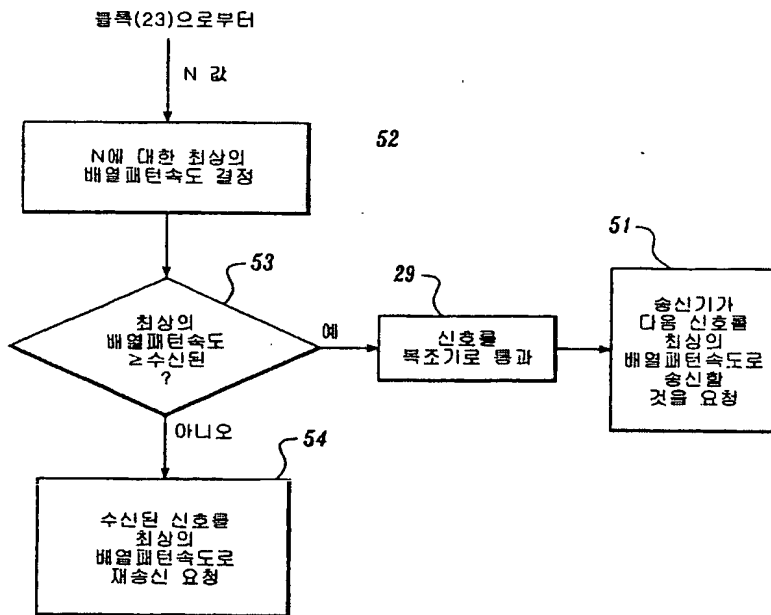 블록(23)으로부터
N 값
N에 대한 최상의
배열패턴속도 결정
52
53
최상의
배열패턴속도
≥수신된
?
예
29
신호를
복조기로 통과
51
송신기가
다음 신호를
최상의
배열패턴속도로
송신할
것을 요청
아니오
54
수신된 신호를
최상의
배열패턴속도로
재송신 요청